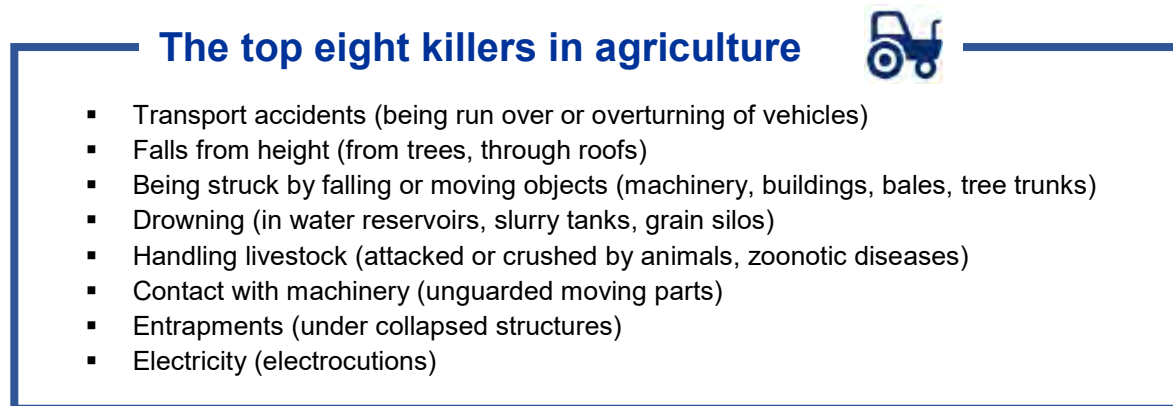 The top eight killers in agriculture
▪ Transport accidents (being run over or overturning of vehicles)
▪ Falls from height (from trees, through roofs)
▪ Being struck by falling or moving objects (machinery, buildings, bales, tree trunks)
▪ Drowning (in water reservoirs, slurry tanks, grain silos)
▪ Handling livestock (attacked or crushed by animals, zoonotic diseases)
▪ Contact with machinery (unguarded moving parts)
▪ Entrapments (under collapsed structures)
▪ Electricity (electrocutions)